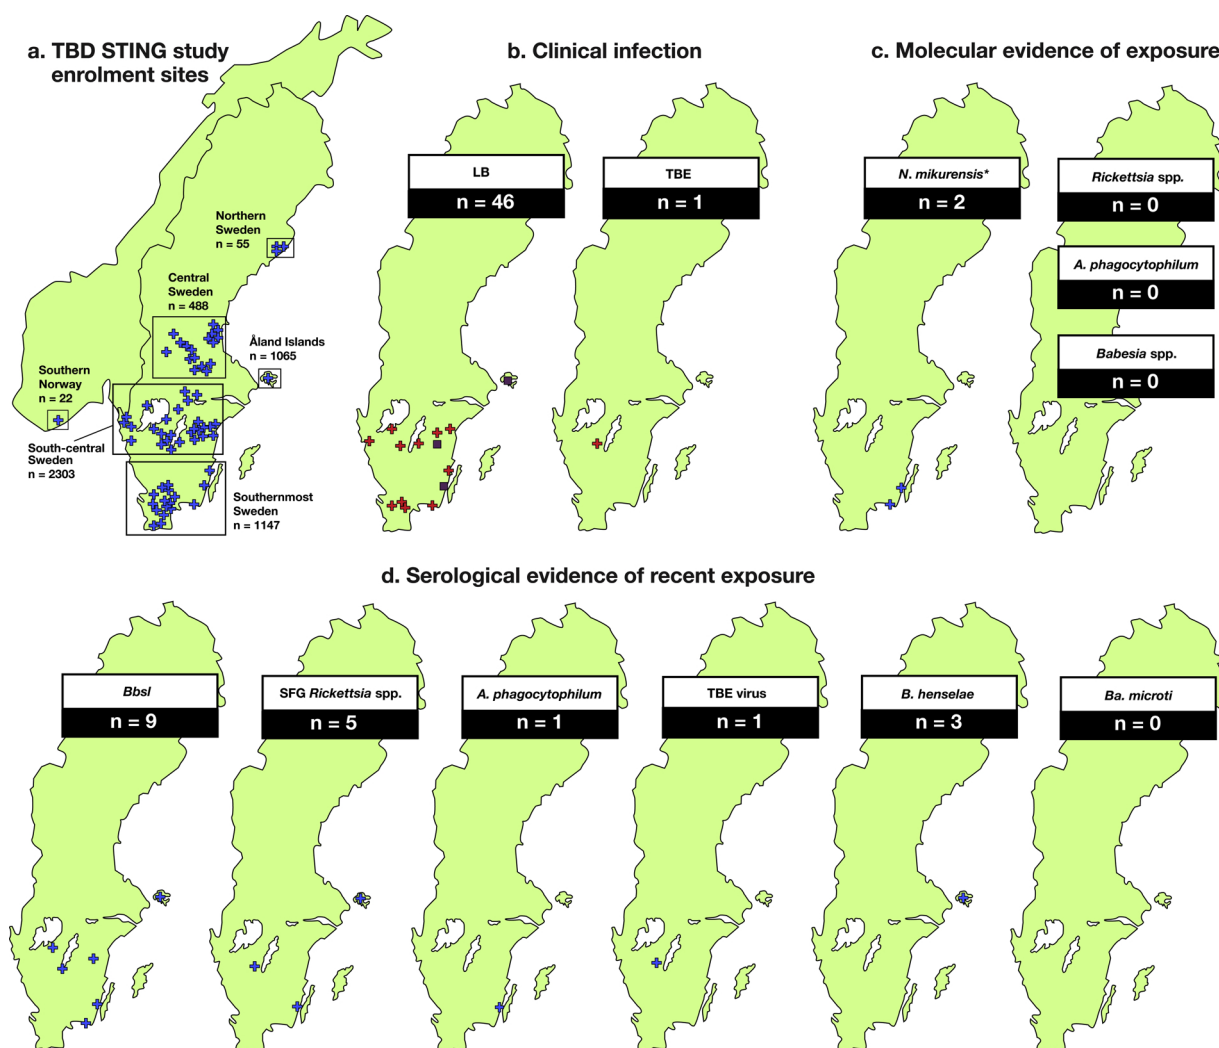 a. TBD STING study
enrolment sites
Northern
Sweden
n = 55
Central
Sweden
n = 488
Åland Islands
n = 1065
Southern
Norway
n = 22
South-central
Sweden
n = 2303
Southernmost
Sweden
n = 1147
b. Clinical infection
LB
n = 46
TBE
n = 1
c. Molecular evidence of exposure
N. mikurensis*
n = 2
Rickettsia spp.
n = 0
A. phagocytophilum
n = 0
Babesia spp.
n = 0
d. Serological evidence of recent exposure
Bbsl
n = 9
SFG Rickettsia spp.
n = 5
A. phagocytophilum
n = 1
TBE virus
n = 1
B. henselae
n = 3
Ba. microti
n = 0